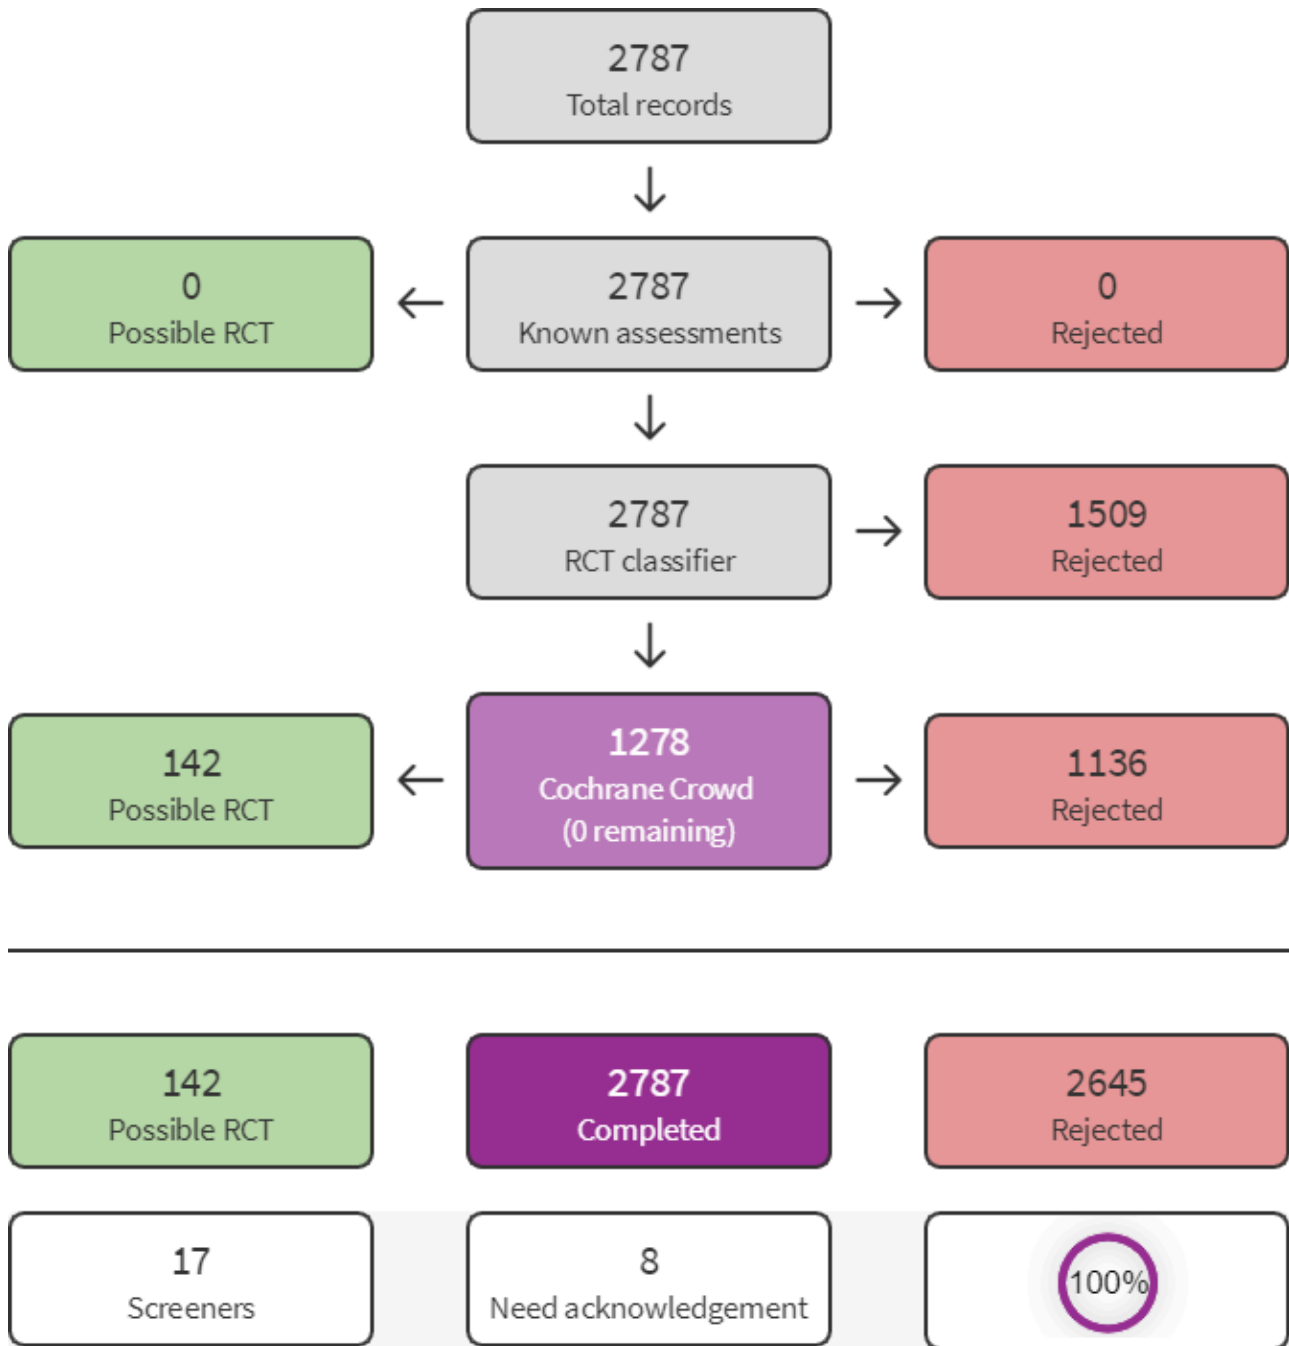 2787
Total records
0
Possible RCT
2787
Known assessments
0
Rejected
2787
RCT classifier
1509
Rejected
142
Possible RCT
1278
Cochrane Crowd
(0 remaining)
1136
Rejected
142
Possible RCT
2787
Completed
2645
Rejected
17
Screeners
8
Need acknowledgement
100%